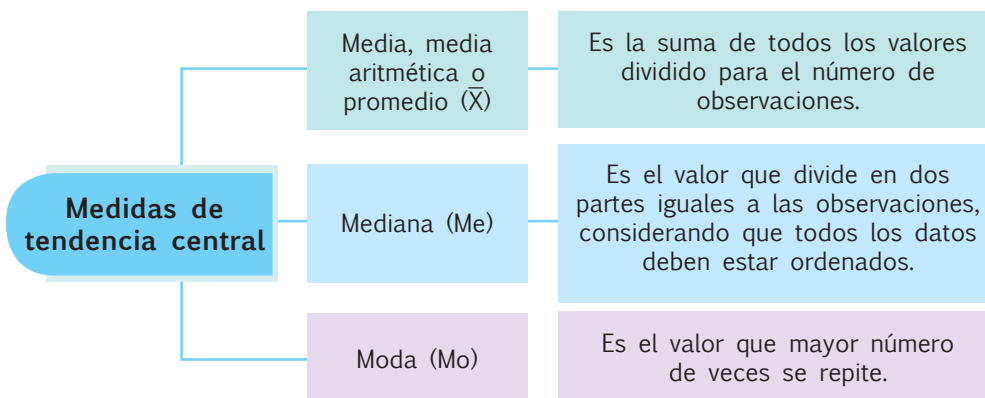 Medidas de
tendencia central
Media, media
aritmética o
promedio (X̅)
Es la suma de todos los valores
dividido para el número de
observaciones.
Mediana (Me)
Es el valor que divide en dos
partes iguales a las observaciones,
considerando que todos los datos
deben estar ordenados.
Moda (Mo)
Es el valor que mayor número
de veces se repite.